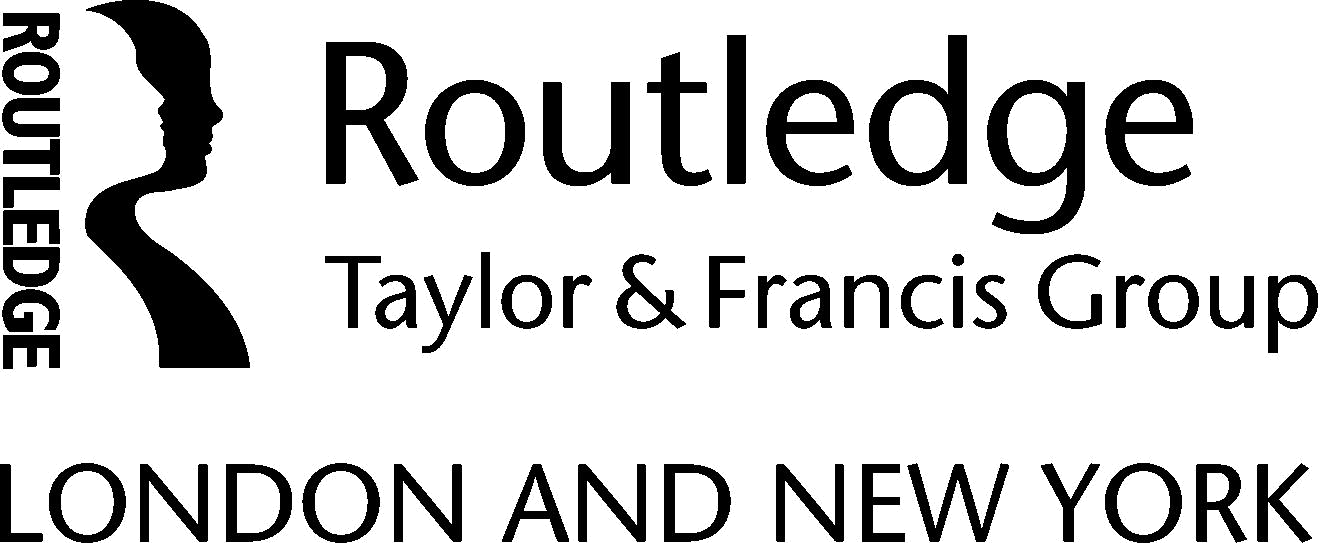 ROUTLEDGE
Routledge
Taylor & Francis Group
LONDON AND NEW YORK